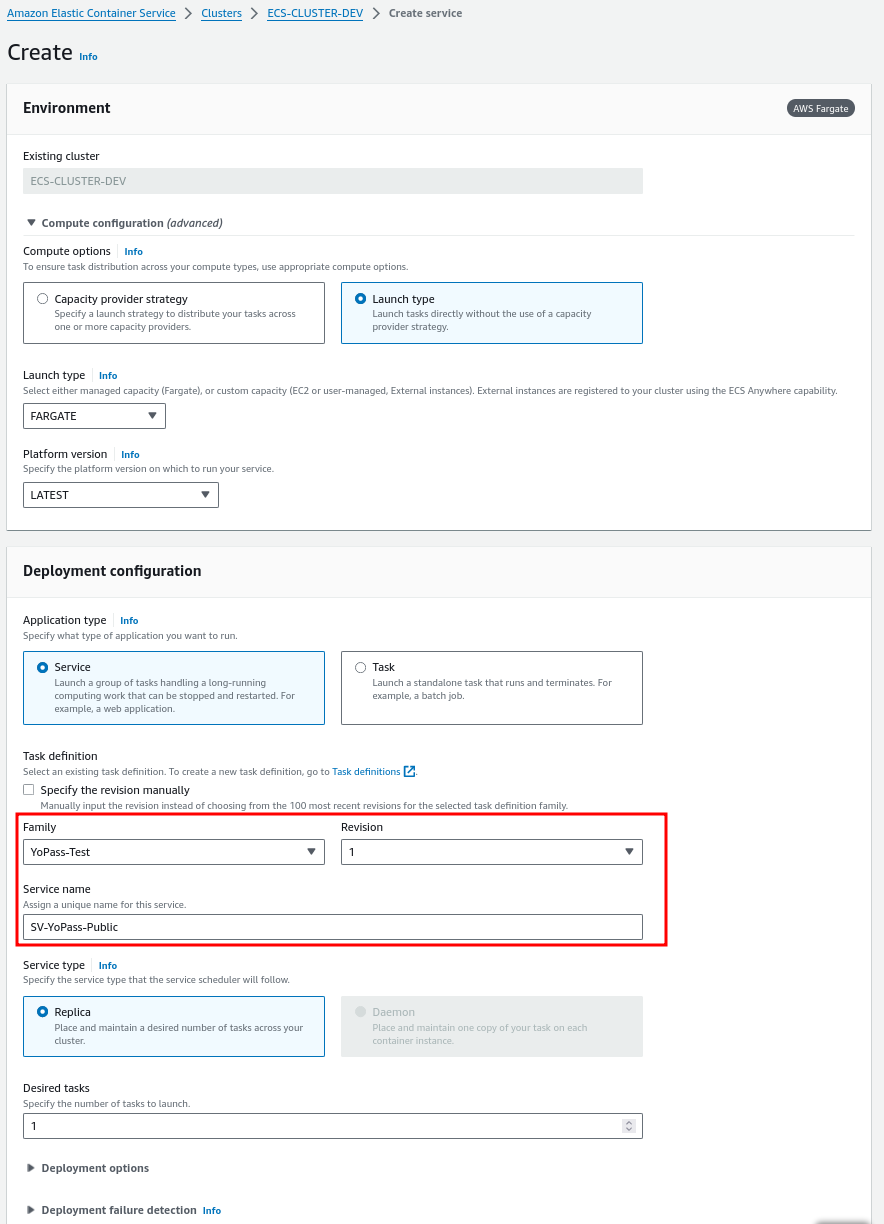 Amazon Elastic Container Service > Clusters > ECS-CLUSTER-DEV > Create service
Create Info
Environment
AWS Fargate
Existing cluster
ECS-CLUSTER-DEV
Compute configuration (advanced)
Compute options Info
To ensure task distribution across your compute types, use appropriate compute options.
Capacity provider strategy
Specify a launch strategy to distribute your tasks across
one or more capacity providers.
Launch type
Launch tasks directly without the use of a capacity
provider strategy.
Launch type Info
Select either managed capacity (Fargate), or custom capacity (EC2 or user-managed, External instances). External instances are registered to your cluster using the ECS Anywhere capability.
FARGATE
Platform version Info
Specify the platform version on which to run your service.
LATEST
Deployment configuration
Application type Info
Specify what type of application you want to run.
Service
Launch a group of tasks handling a long-running
computing work that can be stopped and restarted. For
example, a web application.
Task
Launch a standalone task that runs and terminates. For
example, a batch job.
Task definition
Select an existing task definition. To create a new task definition, go to Task definitions.
Specify the revision manually
Manually input the revision instead of choosing from the 100 most recent revisions for the selected task definition family.
Family
YoPass-Test
Revision
1
Service name
Assign a unique name for this service.
SV-YoPass-Public
Service type Info
Specify the service type that the service scheduler will follow.
Replica
Place and maintain a desired number of tasks across your
cluster.
Daemon
Place and maintain one copy of your task on each
container instance.
Desired tasks
Specify the number of tasks to launch.
1
Deployment options
Deployment failure detection Info